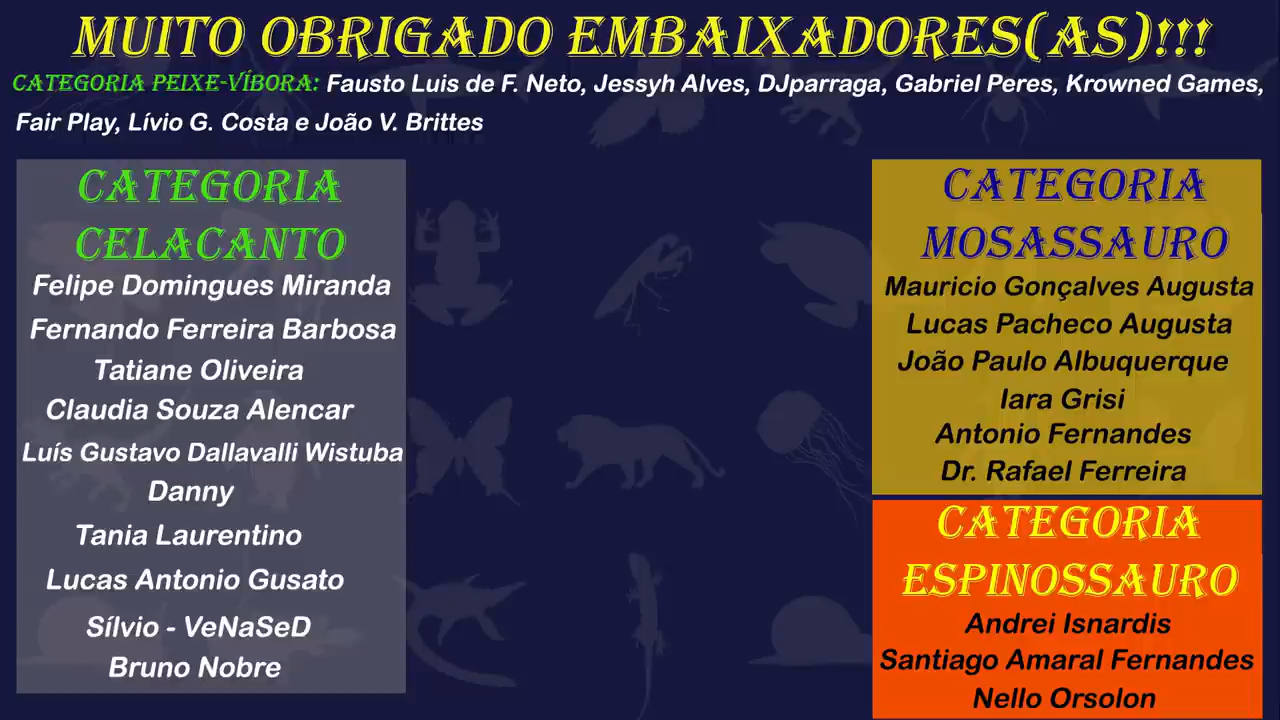 MUITO OBRIGADO EMBAIXADORES(AS)!!!
CATEGORIA PEIXE-VÍBORA: Fausto Luis de F. Neto, Jessyh Alves, DJparraga, Gabriel Peres, Krowned Games,
Fair Play, Lívio G. Costa e João V. Brittes
CATEGORIA
CELACANTO
Felipe Domingues Miranda
Fernando Ferreira Barbosa
Tatiane Oliveira
Claudia Souza Alencar
Luís Gustavo Dallavalli Wistuba
Danny
Tania Laurentino
Lucas Antonio Gusato
Sílvio - VeNaSeD
Bruno Nobre
CATEGORIA
MOSASSAURO
Mauricio Gonçalves Augusta
Lucas Pacheco Augusta
João Paulo Albuquerque
Iara Grisi
Antonio Fernandes
Dr. Rafael Ferreira
CATEGORIA
ESPINOSSAURO
Andrei Isnardis
Santiago Amaral Fernandes
Nello Orsolon